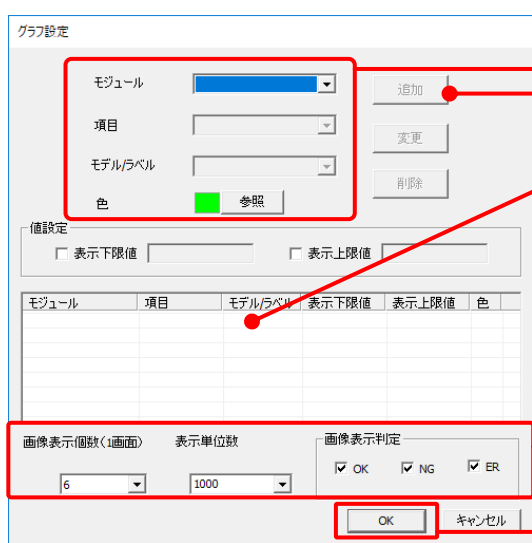 グラフ設定
モジュール
追加
項目
変更
モデル/ラベル
削除
色 参照
値設定
表示下限値 表示上限値
モジュール 項目 モデル/ラベル 表示下限値 表示上限値 色
画像表示個数(1画面) 表示単位数 画像表示判定
6 1000 OK NG ER
OK キャンセル